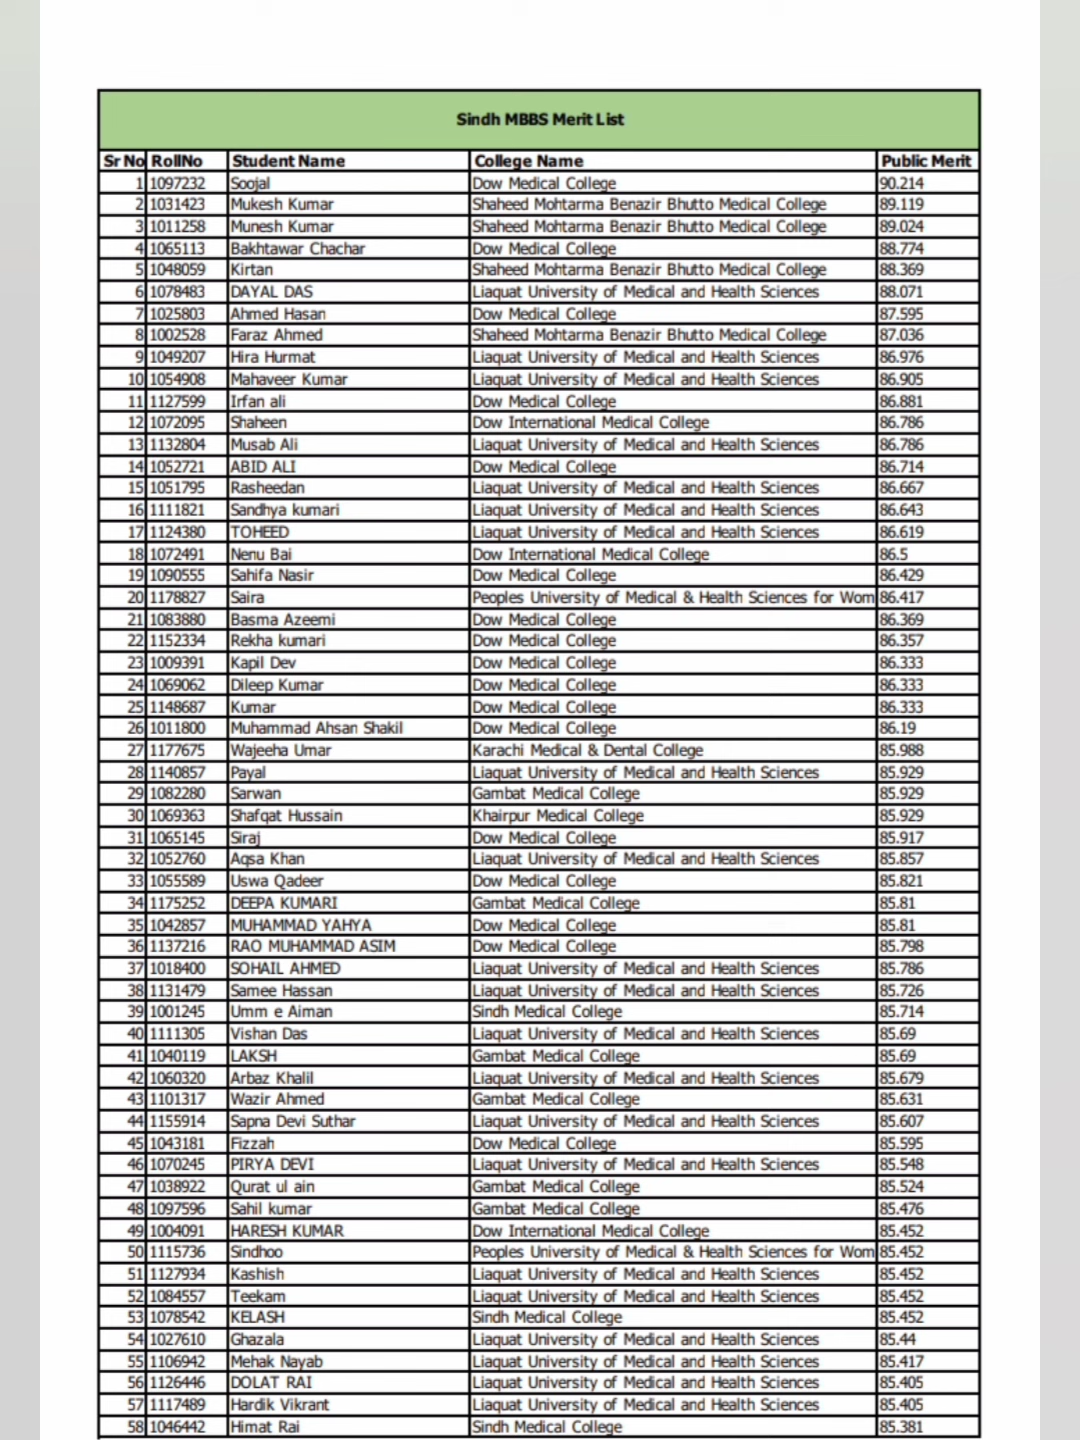 Sindh MBBS Merit List
Sr No RollNo Student Name College Name Public Merit
1 1097232 Soojal Dow Medical College 90.214
2 1031423 Mukesh Kumar Shaheed Mohtarma Benazir Bhutto Medical College 89.119
3 1011258 Munesh Kumar Shaheed Mohtarma Benazir Bhutto Medical College 89.024
4 1065113 Bakhtawar Chachar Dow Medical College 88.774
5 1048059 Kirtan Shaheed Mohtarma Benazir Bhutto Medical College 88.369
6 1078483 DAYAL DAS Liaquat University of Medical and Health Sciences 88.071
7 1025803 Ahmed Hasan Dow Medical College 87.595
8 1002528 Faraz Ahmed Shaheed Mohtarma Benazir Bhutto Medical College 87.036
9 1049207 Hira Hurmat Liaquat University of Medical and Health Sciences 86.976
10 1054908 Mahaveer Kumar Liaquat University of Medical and Health Sciences 86.905
11 1127599 Irfan ali Dow Medical College 86.881
12 1072095 Shaheen Dow International Medical College 86.786
13 1132804 Musab Ali Liaquat University of Medical and Health Sciences 86.786
14 1052721 ABID ALI Dow Medical College 86.714
15 1051795 Rasheedan Liaquat University of Medical and Health Sciences 86.667
16 1111821 Sandhya kumari Liaquat University of Medical and Health Sciences 86.643
17 1124380 TOHEED Liaquat University of Medical and Health Sciences 86.619
18 1072491 Nenu Bai Dow International Medical College 86.5
19 1090555 Sahifa Nasir Dow Medical College 86.429
20 1178827 Saira Peoples University of Medical & Health Sciences for Wom 86.417
21 1083880 Basma Azeemi Dow Medical College 86.369
22 1152334 Rekha kumari Dow Medical College 86.357
23 1009391 Kapil Dev Dow Medical College 86.333
24 1069062 Dileep Kumar Dow Medical College 86.333
25 1148687 Kumar Dow Medical College 86.333
26 1011800 Muhammad Ahsan Shakil Dow Medical College 86.19
27 1177675 Wajeeha Umar Karachi Medical & Dental College 85.988
28 1140857 Payal Liaquat University of Medical and Health Sciences 85.929
29 1082280 Sarwan Gambat Medical College 85.929
30 1069363 Shafqat Hussain Khairpur Medical College 85.929
31 1065145 Siraj Dow Medical College 85.917
32 1052760 Aqsa Khan Liaquat University of Medical and Health Sciences 85.857
33 1055589 Uswa Qadeer Dow Medical College 85.821
34 1175252 DEEPA KUMARI Gambat Medical College 85.81
35 1042857 MUHAMMAD YAHYA Dow Medical College 85.81
36 1137216 RAO MUHAMMAD ASIM Dow Medical College 85.798
37 1018400 SOHAIL AHMED Liaquat University of Medical and Health Sciences 85.786
38 1131479 Samee Hassan Liaquat University of Medical and Health Sciences 85.726
39 1001245 Umm e Aiman Sindh Medical College 85.714
40 1111305 Vishan Das Liaquat University of Medical and Health Sciences 85.69
41 1040119 LAKSH Gambat Medical College 85.69
42 1060320 Arbaz Khalil Liaquat University of Medical and Health Sciences 85.679
43 1101317 Wazir Ahmed Gambat Medical College 85.631
44 1155914 Sapna Devi Suthar Liaquat University of Medical and Health Sciences 85.607
45 1043181 Fizzah Dow Medical College 85.595
46 1070245 PIRYA DEVI Liaquat University of Medical and Health Sciences 85.548
47 1038922 Qurat ul ain Gambat Medical College 85.524
48 1097596 Sahil kumar Gambat Medical College 85.476
49 1004091 HARESH KUMAR Dow International Medical College 85.452
50 1115736 Sindhoo Peoples University of Medical & Health Sciences for Wom 85.452
51 1127934 Kashish Liaquat University of Medical and Health Sciences 85.452
52 1084557 Teekam Liaquat University of Medical and Health Sciences 85.452
53 1078542 KELASH Sindh Medical College 85.452
54 1027610 Ghazala Liaquat University of Medical and Health Sciences 85.44
55 1106942 Mehak Nayab Liaquat University of Medical and Health Sciences 85.417
56 1126446 DOLAT RAI Liaquat University of Medical and Health Sciences 85.405
57 1117489 Hardik Vikrant Liaquat University of Medical and Health Sciences 85.405
58 1046442 Himat Rai Sindh Medical College 85.381